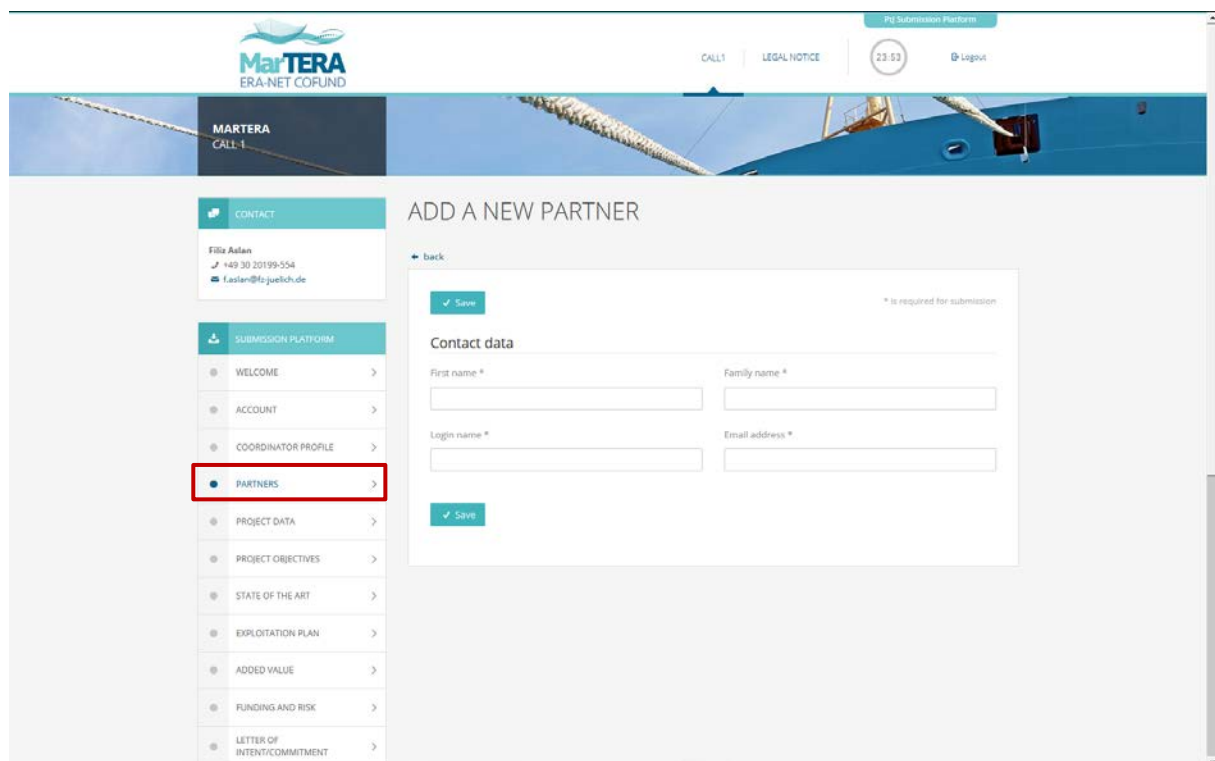 PtJ Submission Platform
MarTERA
ERA-NET COFUND
CALL1
LEGAL NOTICE
23:53
Logout
MARTERA
CALL 1
CONTACT
Filiz Aslan
+49 30 20199-554
f.aslan@fz-juelich.de
SUBMISSION PLATFORM
WELCOME
ACCOUNT
COORDINATOR PROFILE
PARTNERS
PROJECT DATA
PROJECT OBJECTIVES
STATE OF THE ART
EXPLOITATION PLAN
ADDED VALUE
FUNDING AND RISK
LETTER OF
INTENT/COMMITMENT
ADD A NEW PARTNER
back
Save
* is required for submission
Contact data
First name *
Family name *
Login name *
Email address *
Save